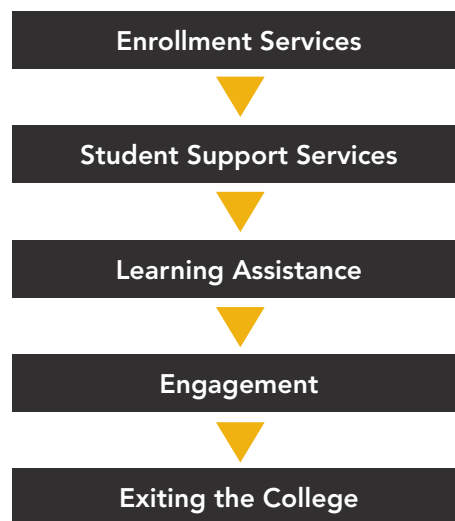 Enrollment Services
Student Support Services
Learning Assistance
Engagement
Exiting the College